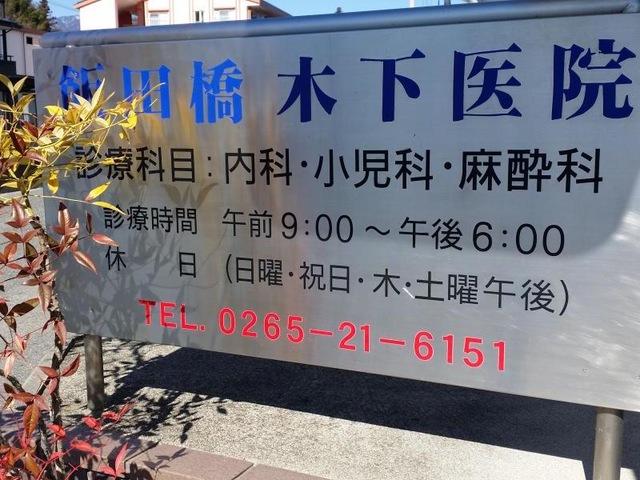 飯田橋 木下医院
診療科目:内科・小児科・麻酔科
診療時間 午前9:00～午後6:00
休 日 (日曜・祝日・木・土曜午後)
TEL. 0265-21-6151